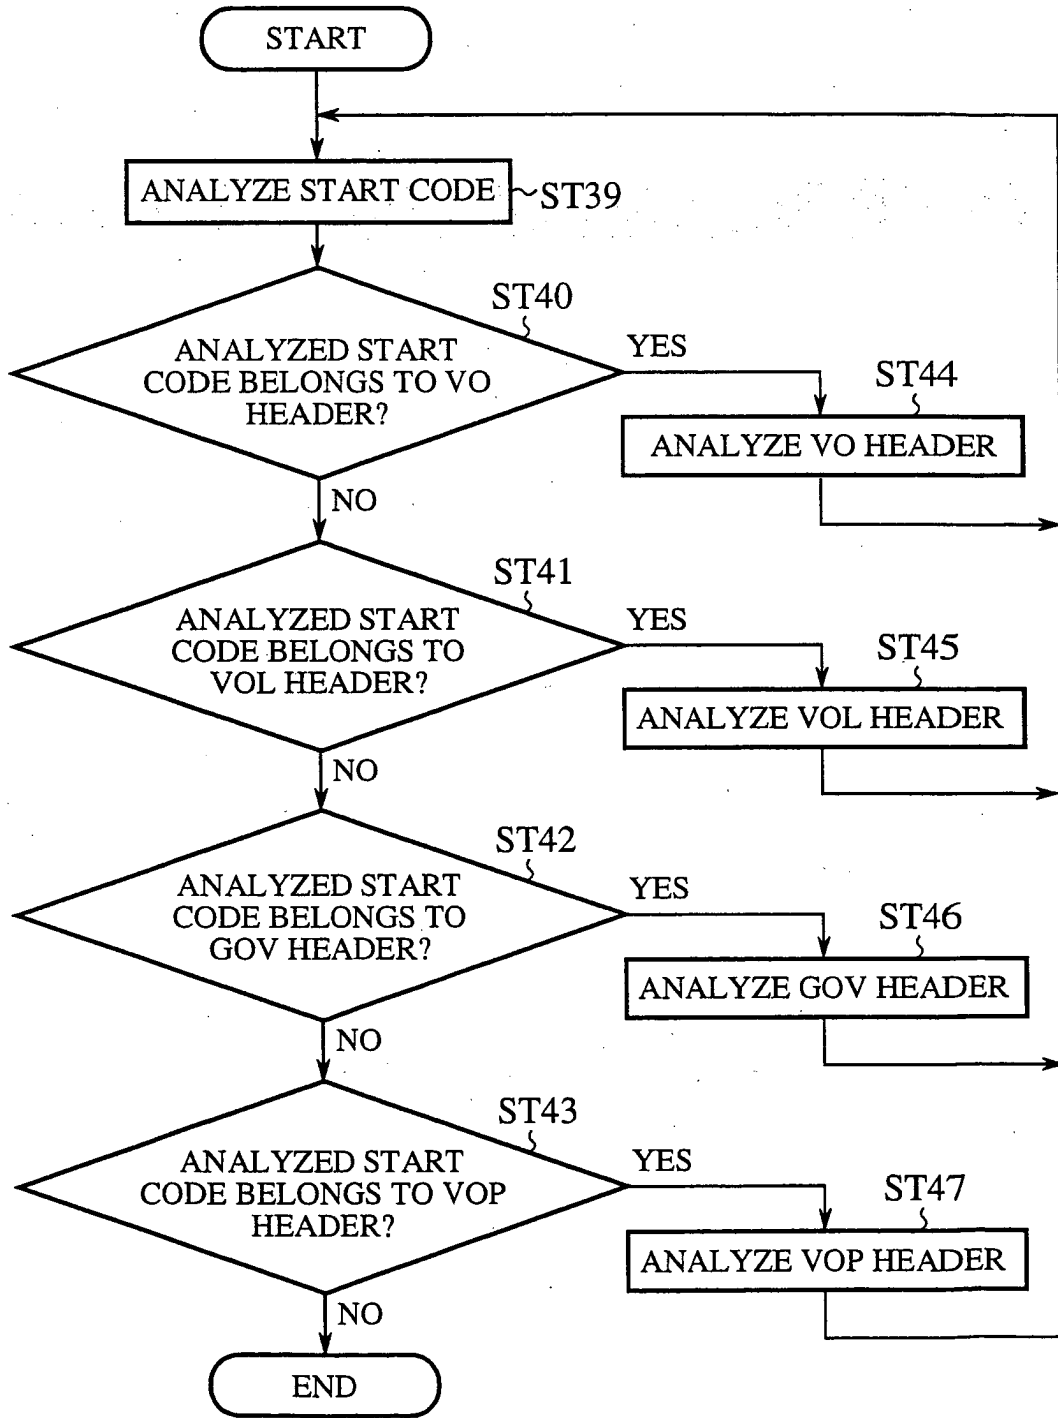 START
ANALYZE START CODE
ST39
ST40
ANALYZED START
CODE BELONGS TO VO
HEADER?
YES
ST44
ANALYZE VO HEADER
NO
ST41
ANALYZED START
CODE BELONGS TO
VOL HEADER?
YES
ST45
ANALYZE VOL HEADER
NO
ST42
ANALYZED START
CODE BELONGS TO
GOV HEADER?
YES
ST46
ANALYZE GOV HEADER
NO
ST43
ANALYZED START
CODE BELONGS TO VOP
HEADER?
YES
ST47
ANALYZE VOP HEADER
NO
END